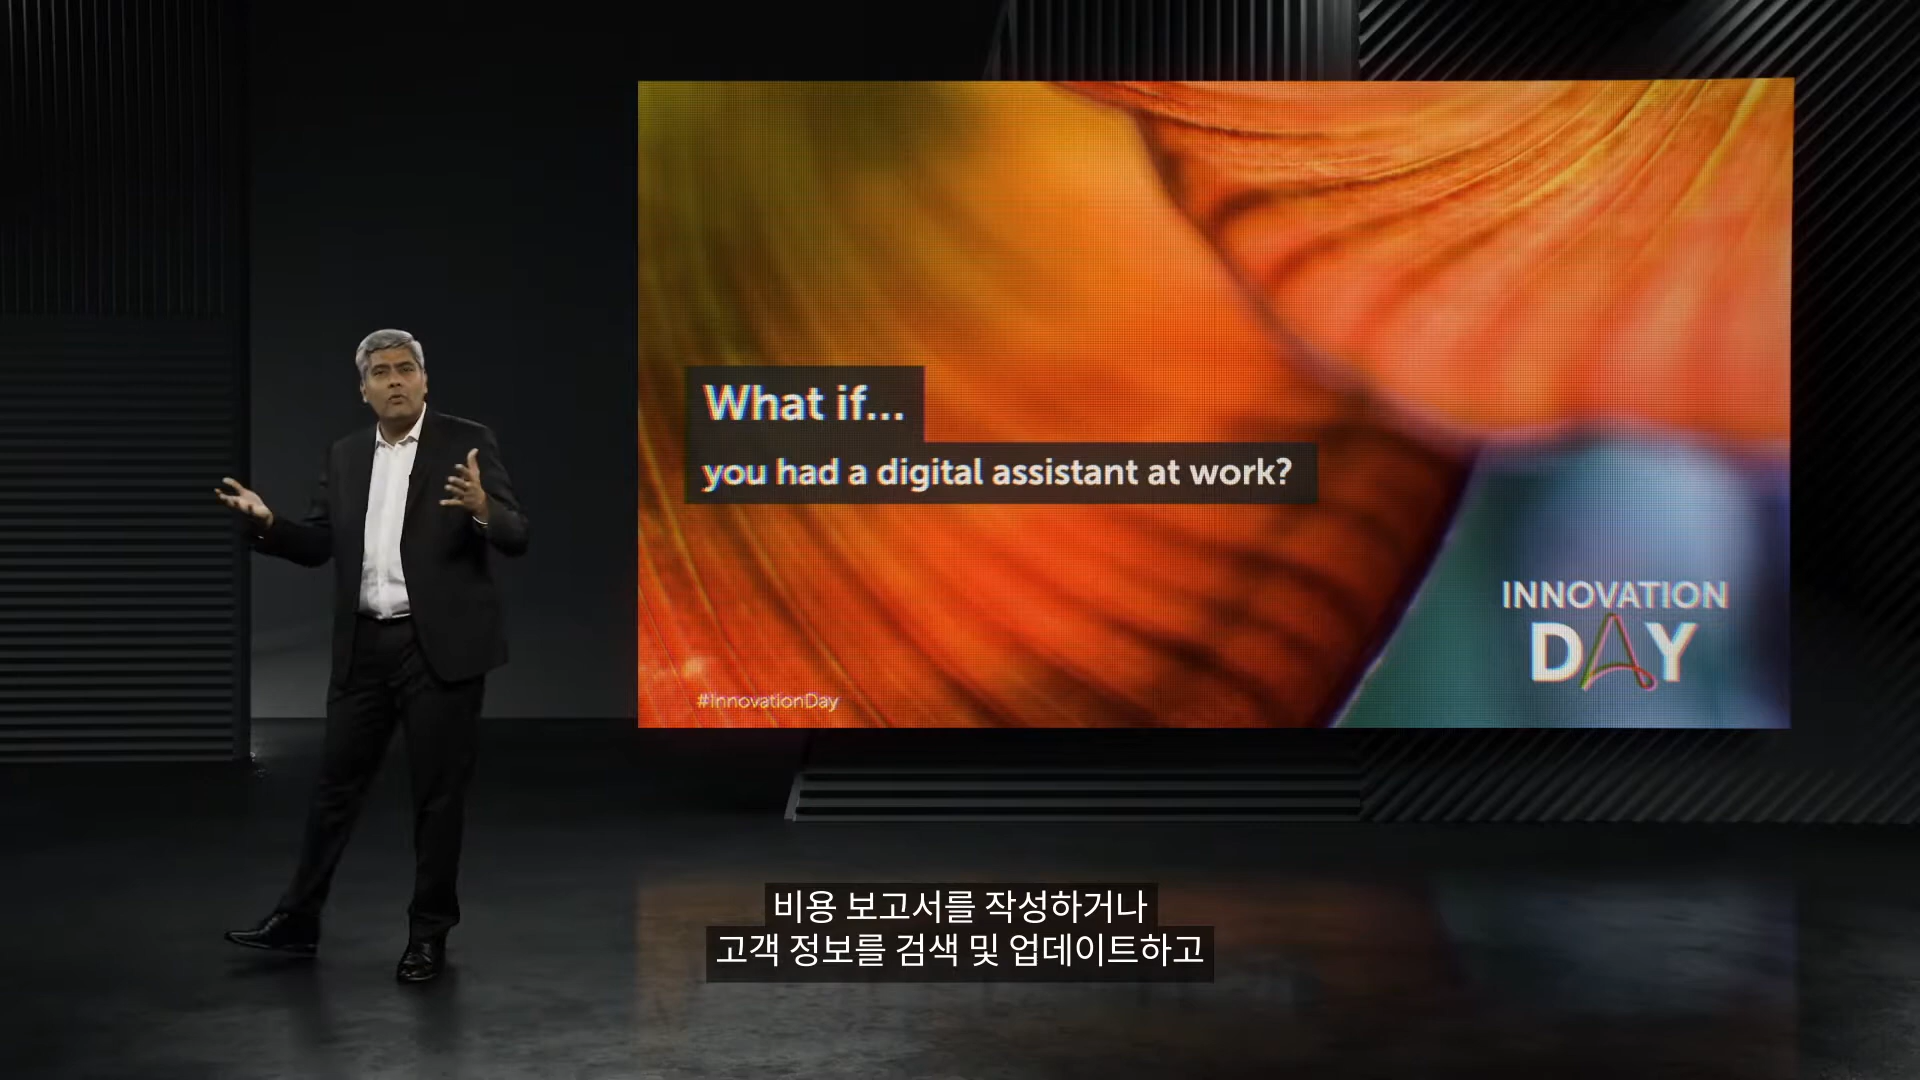 What if...
you had a digital assistant at work?
INNOVATION
DAY
#InnovationDay
비용 보고서를 작성하거나
고객 정보를 검색 및 업데이트하고